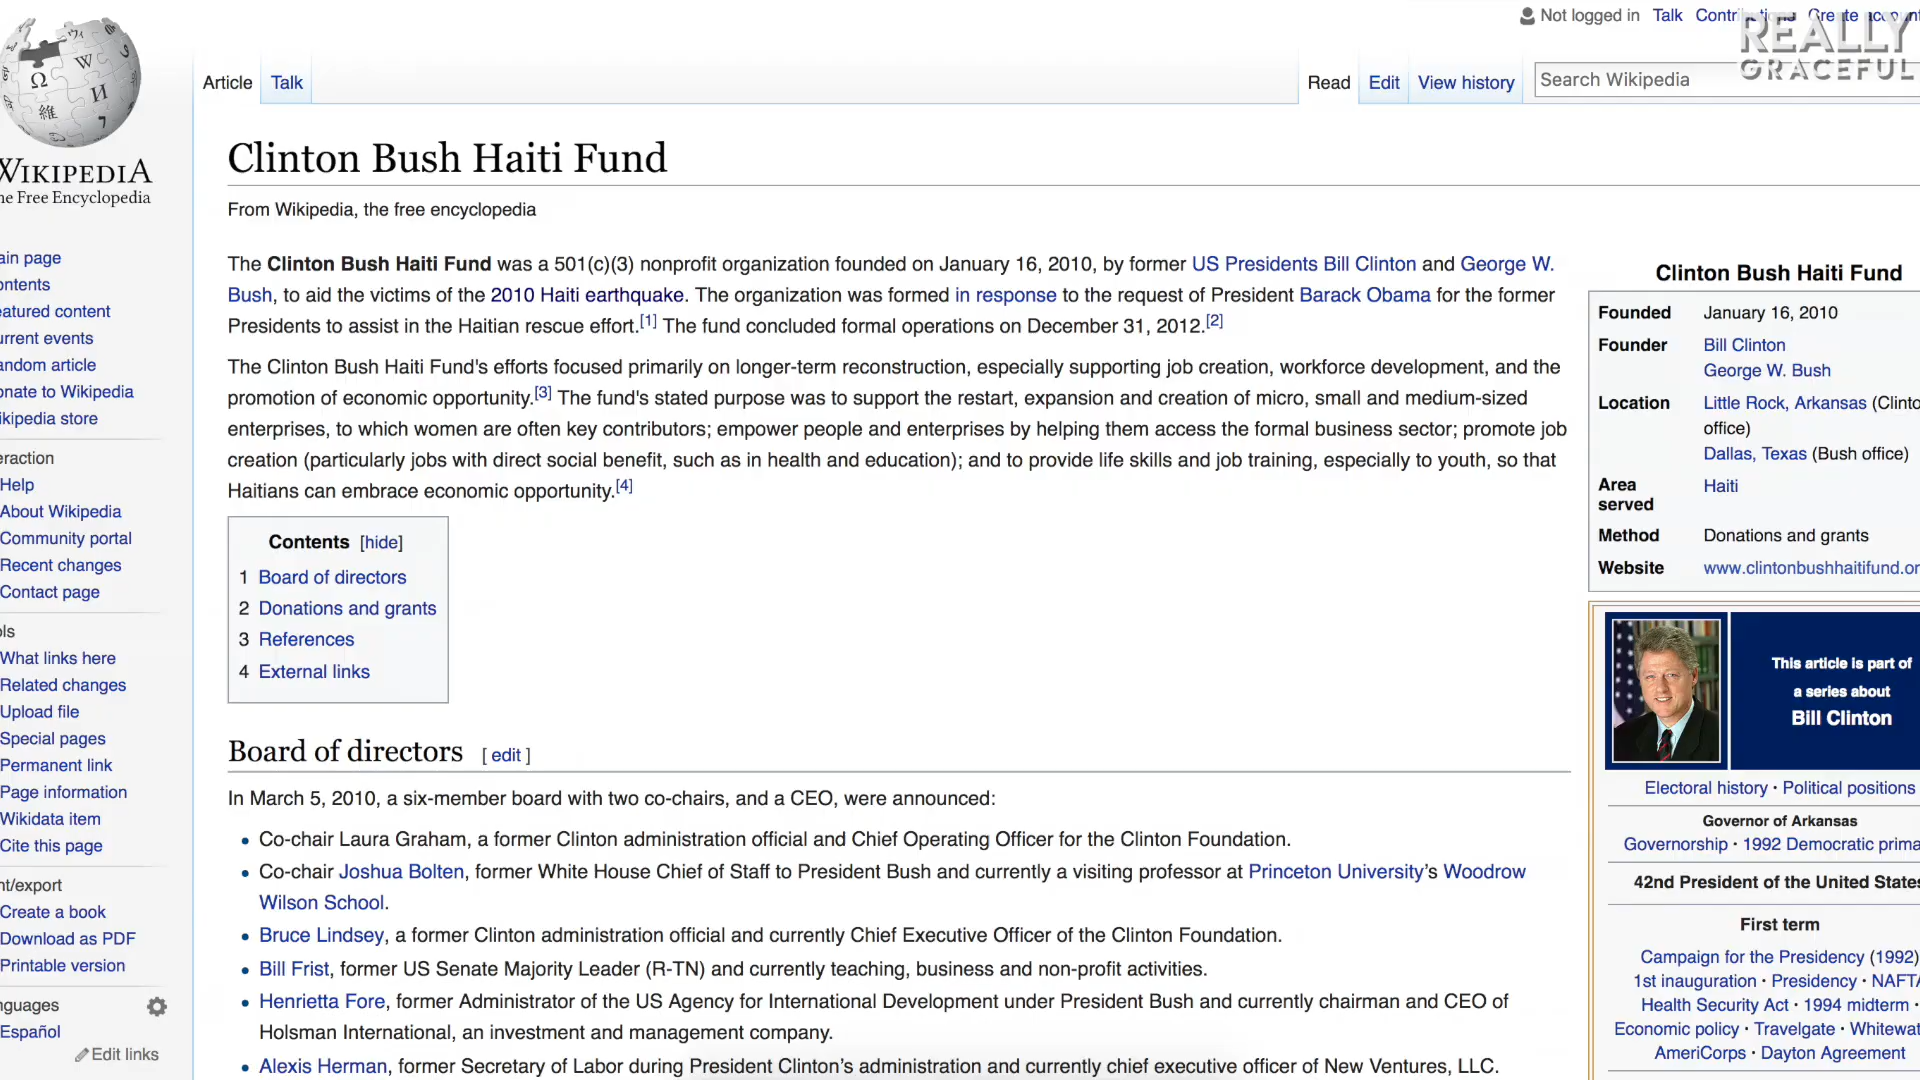 Not logged in Talk Contributions Create account
REALLY
GRACEFUL
Article Talk Read Edit View history Search Wikipedia
WIKIPEDIA
he Free Encyclopedia
Clinton Bush Haiti Fund
From Wikipedia, the free encyclopedia
The Clinton Bush Haiti Fund was a 501(c)(3) nonprofit organization founded on January 16, 2010, by former US Presidents Bill Clinton and George W.
Bush, to aid the victims of the 2010 Haiti earthquake. The organization was formed in response to the request of President Barack Obama for the former
Presidents to assist in the Haitian rescue effort.[1] The fund concluded formal operations on December 31, 2012.[2]
The Clinton Bush Haiti Fund's efforts focused primarily on longer-term reconstruction, especially supporting job creation, workforce development, and the
promotion of economic opportunity.[3] The fund's stated purpose was to support the restart, expansion and creation of micro, small and medium-sized
enterprises, to which women are often key contributors; empower people and enterprises by helping them access the formal business sector; promote job
creation (particularly jobs with direct social benefit, such as in health and education); and to provide life skills and job training, especially to youth, so that
Haitians can embrace economic opportunity.[4]
Contents [hide]
1 Board of directors
2 Donations and grants
3 References
4 External links
Board of directors [ edit ]
In March 5, 2010, a six-member board with two co-chairs, and a CEO, were announced:
• Co-chair Laura Graham, a former Clinton administration official and Chief Operating Officer for the Clinton Foundation.
• Co-chair Joshua Bolten, former White House Chief of Staff to President Bush and currently a visiting professor at Princeton University's Woodrow
Wilson School.
• Bruce Lindsey, a former Clinton administration official and currently Chief Executive Officer of the Clinton Foundation.
• Bill Frist, former US Senate Majority Leader (R-TN) and currently teaching, business and non-profit activities.
• Henrietta Fore, former Administrator of the US Agency for International Development under President Bush and currently chairman and CEO of
Holsman International, an investment and management company.
• Alexis Herman, former Secretary of Labor during President Clinton's administration and currently chief executive officer of New Ventures, LLC.
ain page
ontents
eatured content
urrent events
andom article
onate to Wikipedia
ikipedia store
eraction
Help
About Wikipedia
Community portal
Recent changes
Contact page
ols
What links here
Related changes
Upload file
Special pages
Permanent link
Page information
Wikidata item
Cite this page
nt/export
Create a book
Download as PDF
Printable version
nguages
Español
Edit links
Clinton Bush Haiti Fund
Founded January 16, 2010
Founder Bill Clinton
George W. Bush
Location Little Rock, Arkansas (Clinto
office)
Dallas, Texas (Bush office)
Area served Haiti
Method Donations and grants
Website www.clintonbushhaitifund.or
This article is part of
a series about
Bill Clinton
Electoral history · Political positions
Governor of Arkansas
Governorship · 1992 Democratic prima
42nd President of the United States
First term
Campaign for the Presidency (1992)
1st inauguration · Presidency · NAFTA
Health Security Act · 1994 midterm ·
Economic policy · Travelgate · Whitewat
AmeriCorps · Dayton Agreement